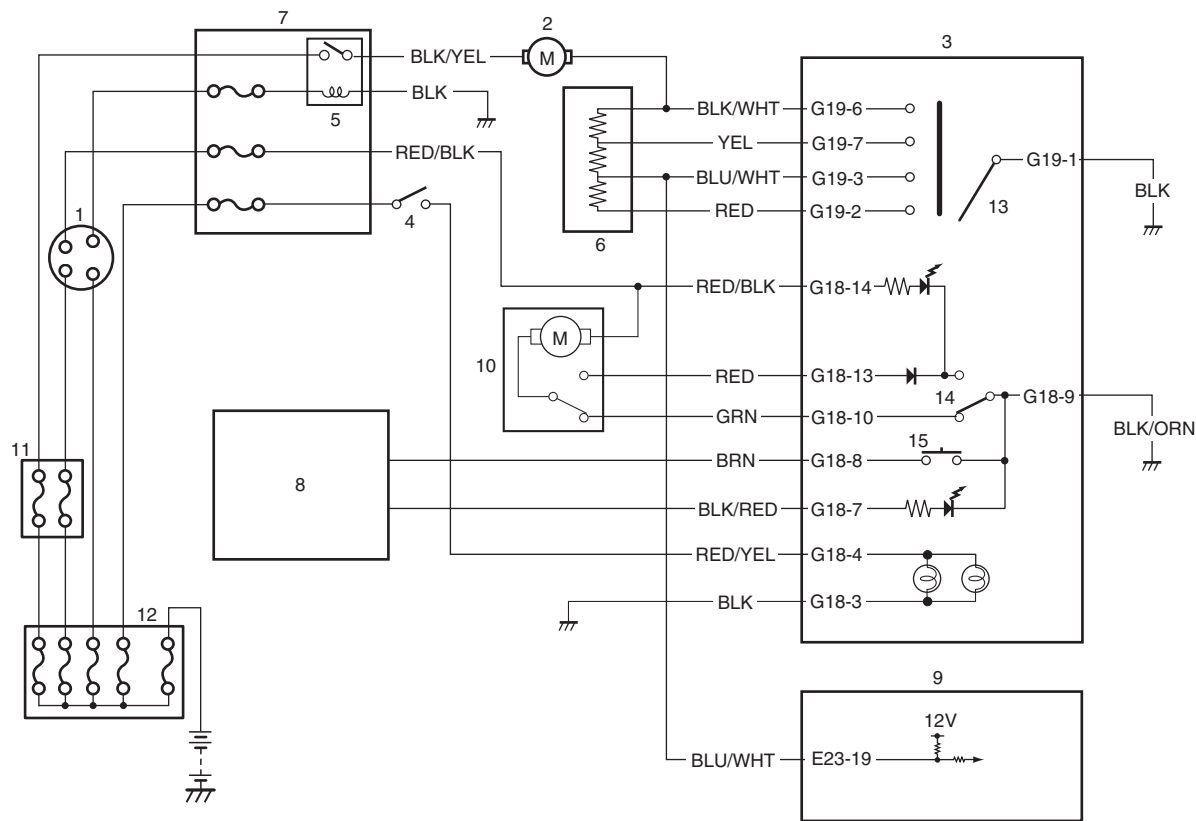 7
2
3
BLK/YEL
M
BLK
5
BLK/WHT
G19-6
YEL
G19-7
RED/BLK
BLU/WHT
G19-3
G19-1
RED
G19-2
13
BLK
1
4
6
RED/BLK
G18-14
M
10
RED
G18-13
14
G18-9
GRN
G18-10
BLK/ORN
11
15
BRN
G18-8
8
BLK/RED
G18-7
RED/YEL
G18-4
12
BLK
G18-3
9
12V
BLU/WHT
E23-19